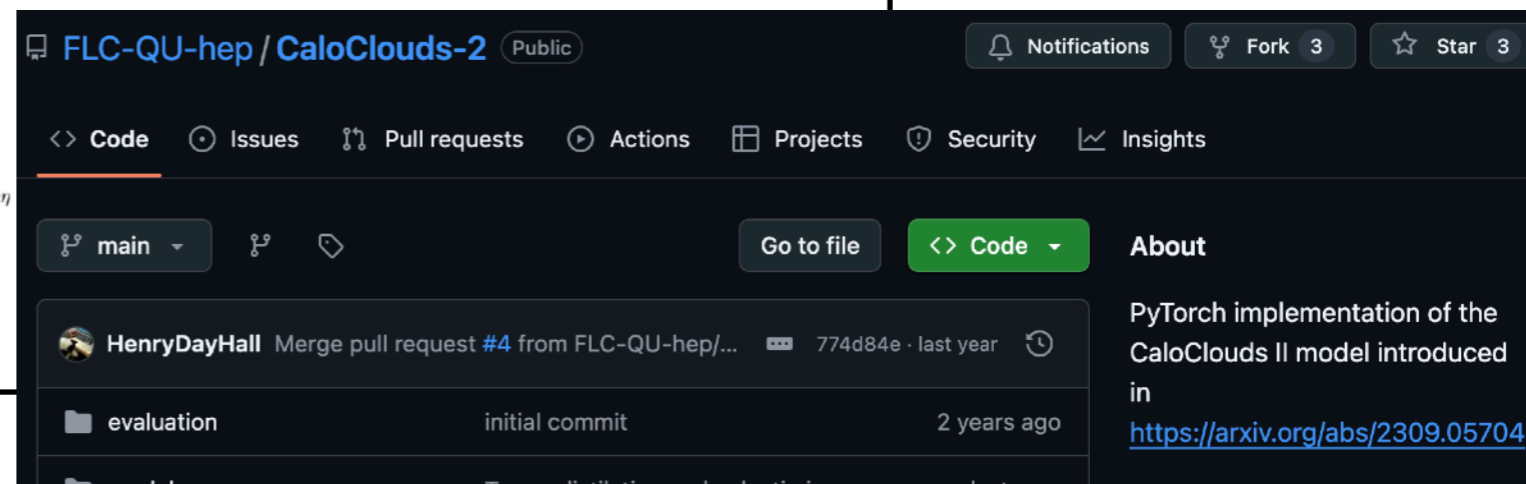 η
FLC-QU-hep / CaloClouds-2 Public Notifications Fork 3 Star 3
Code Issues Pull requests Actions Projects Security Insights
main Go to file Code
About
PyTorch implementation of the
CaloClouds II model introduced
in
https://arxiv.org/abs/2309.05704
HenryDayHall Merge pull request #4 from FLC-QU-hep/... 774d84e · last year
evaluation initial commit 2 years ago